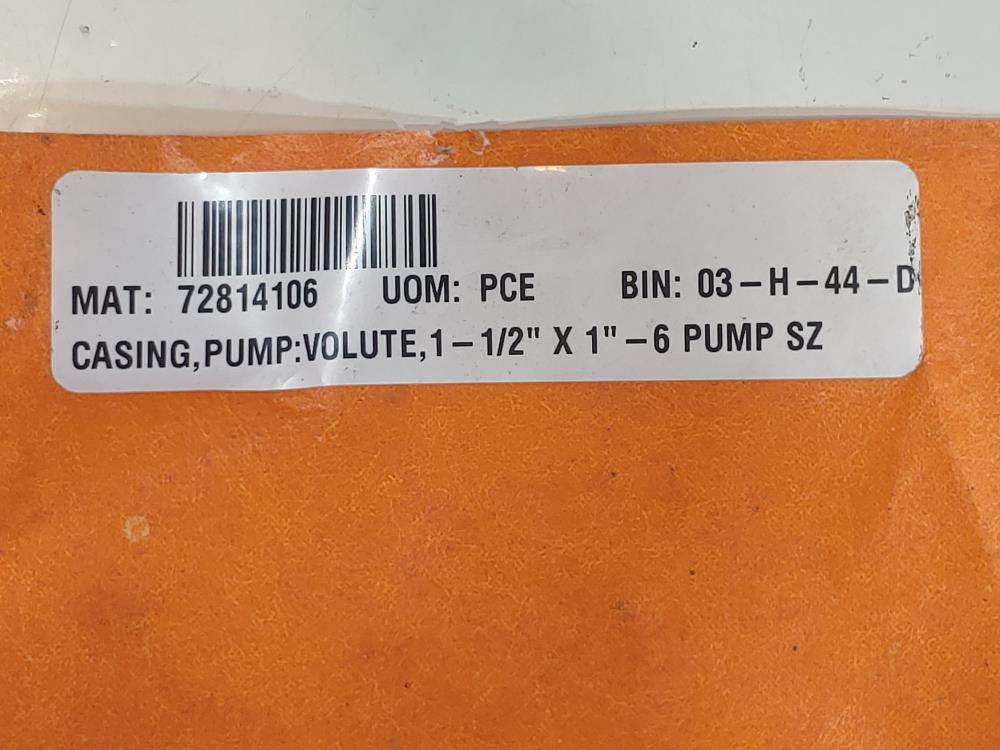 MAT: 72814106 UOM: PCE BIN: 03-H-44-D
CASING,PUMP:VOLUTE,1-1/2" X 1"-6 PUMP SZ